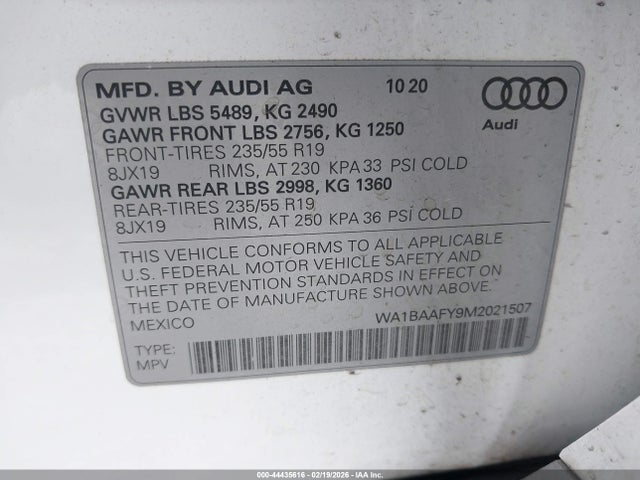 MFD. BY AUDI AG 10 20
GVWR LBS 5489, KG 2490
GAWR FRONT LBS 2756, KG 1250
Audi
FRONT-TIRES 235/55 R19
8JX19 RIMS, AT 230 KPA 33 PSI COLD
GAWR REAR LBS 2998, KG 1360
REAR-TIRES 235/55 R19
8JX19 RIMS, AT 250 KPA 36 PSI COLD
THIS VEHICLE CONFORMS TO ALL APPLICABLE
U.S. FEDERAL MOTOR VEHICLE SAFETY AND
THEFT PREVENTION STANDARDS IN EFFECT ON
THE DATE OF MANUFACTURE SHOWN ABOVE.
MEXICO WA1BAAFY9M2021507
TYPE:
MPV
000-44435616 - 02/19/2026 - IAA Inc.